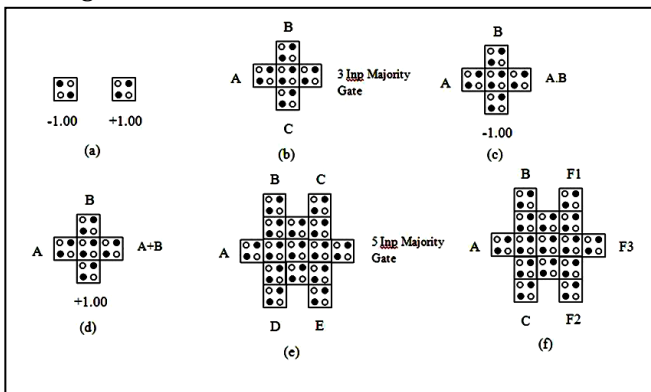 -1.00 +1.00
(a)
B
A
3 Inp Majority
Gate
C
(b)
B
A
A.B
-1.00
(c)
B
A
A+B
+1.00
(d)
B C
A
5 Inp Majority
Gate
D E
(e)
B F1
A
F3
C F2
(f)